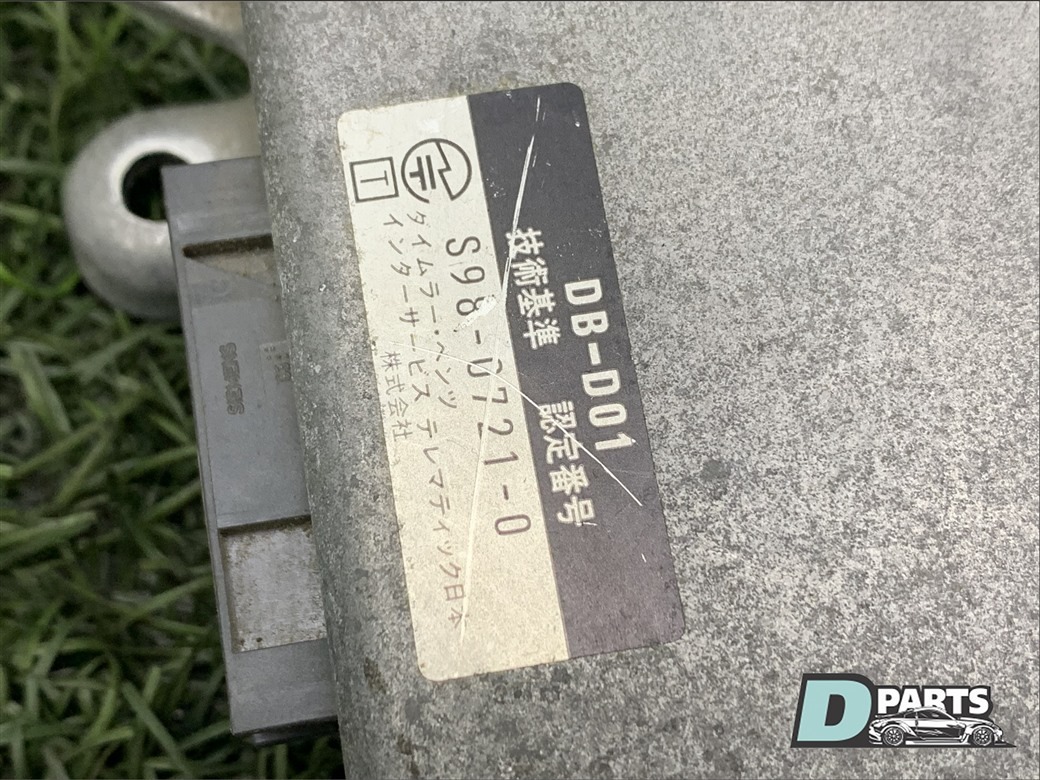 DB-D01
技術基準 認定番号
S98-0721-0
T
ダイムラー・ベンツ テレマティック日本
インターサービス 株式会社
SIEMENS
D PARTS